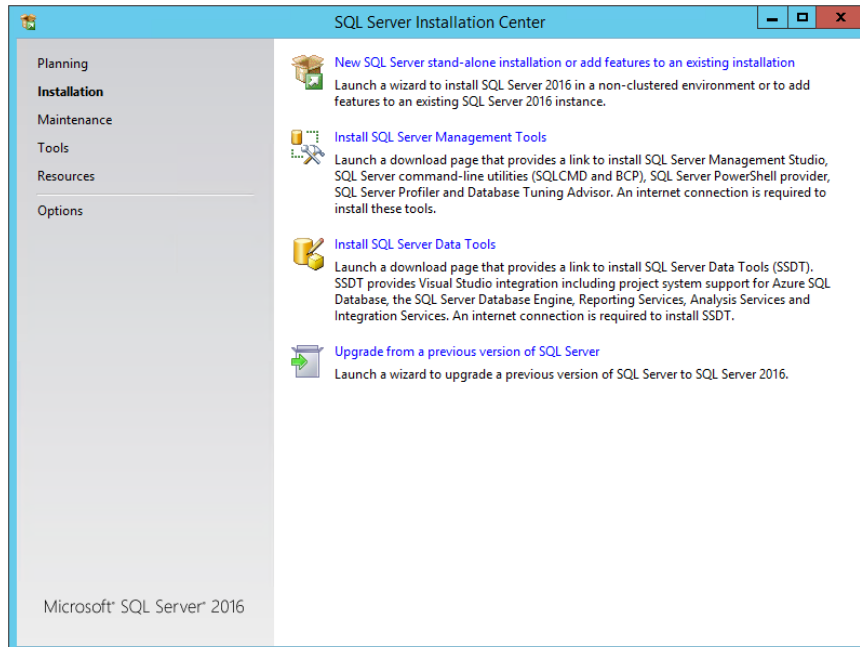 SQL Server Installation Center
Planning
Installation
Maintenance
Tools
Resources
Options
New SQL Server stand-alone installation or add features to an existing installation
Launch a wizard to install SQL Server 2016 in a non-clustered environment or to add
features to an existing SQL Server 2016 instance.
Install SQL Server Management Tools
Launch a download page that provides a link to install SQL Server Management Studio,
SQL Server command-line utilities (SQLCMD and BCP), SQL Server PowerShell provider,
SQL Server Profiler and Database Tuning Advisor. An internet connection is required to
install these tools.
Install SQL Server Data Tools
Launch a download page that provides a link to install SQL Server Data Tools (SSDT).
SSDT provides Visual Studio integration including project system support for Azure SQL
Database, the SQL Server Database Engine, Reporting Services, Analysis Services and
Integration Services. An internet connection is required to install SSDT.
Upgrade from a previous version of SQL Server
Launch a wizard to upgrade a previous version of SQL Server to SQL Server 2016.
Microsoft® SQL Server® 2016